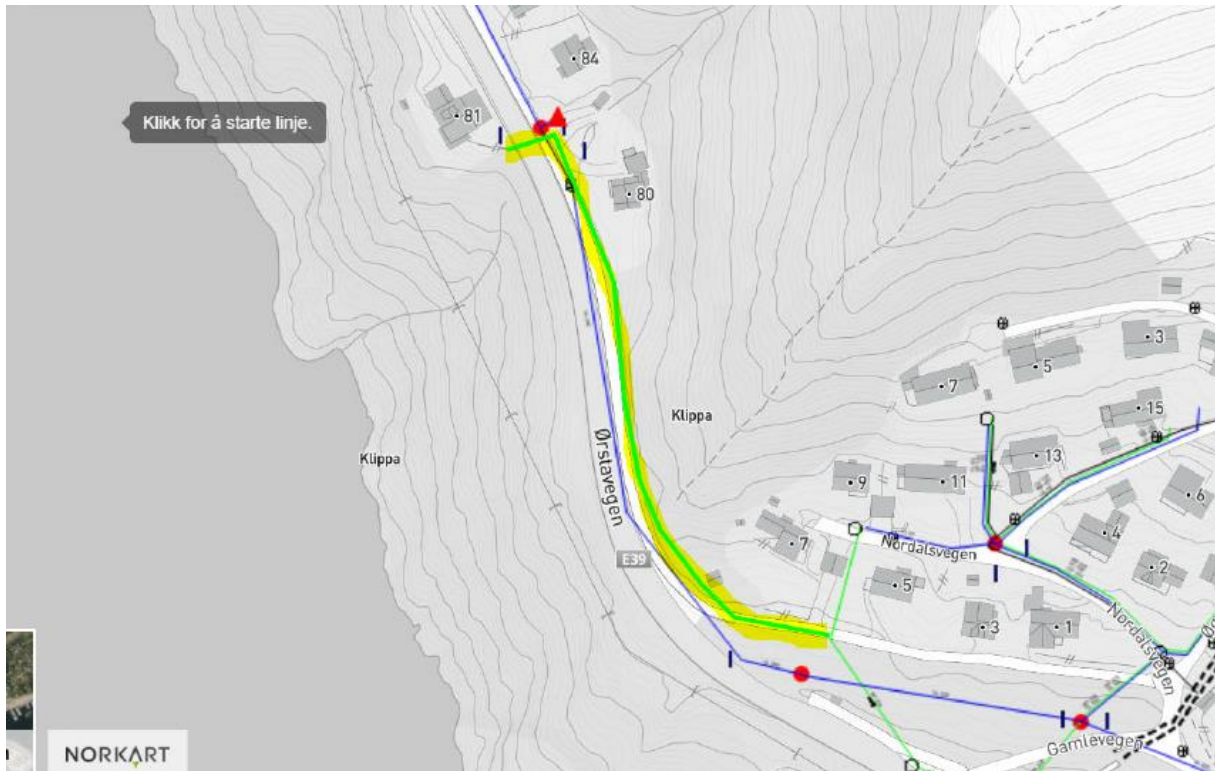 84
81
Klikk for å starte linje.
80
3
5
7
15
Klippa
Klippa
13
Ørstavegen
9
11
6
Nordalsvegen
4
7
E39
5
2
3
1
Nordalsvegen
Gamlevegen
NORKART